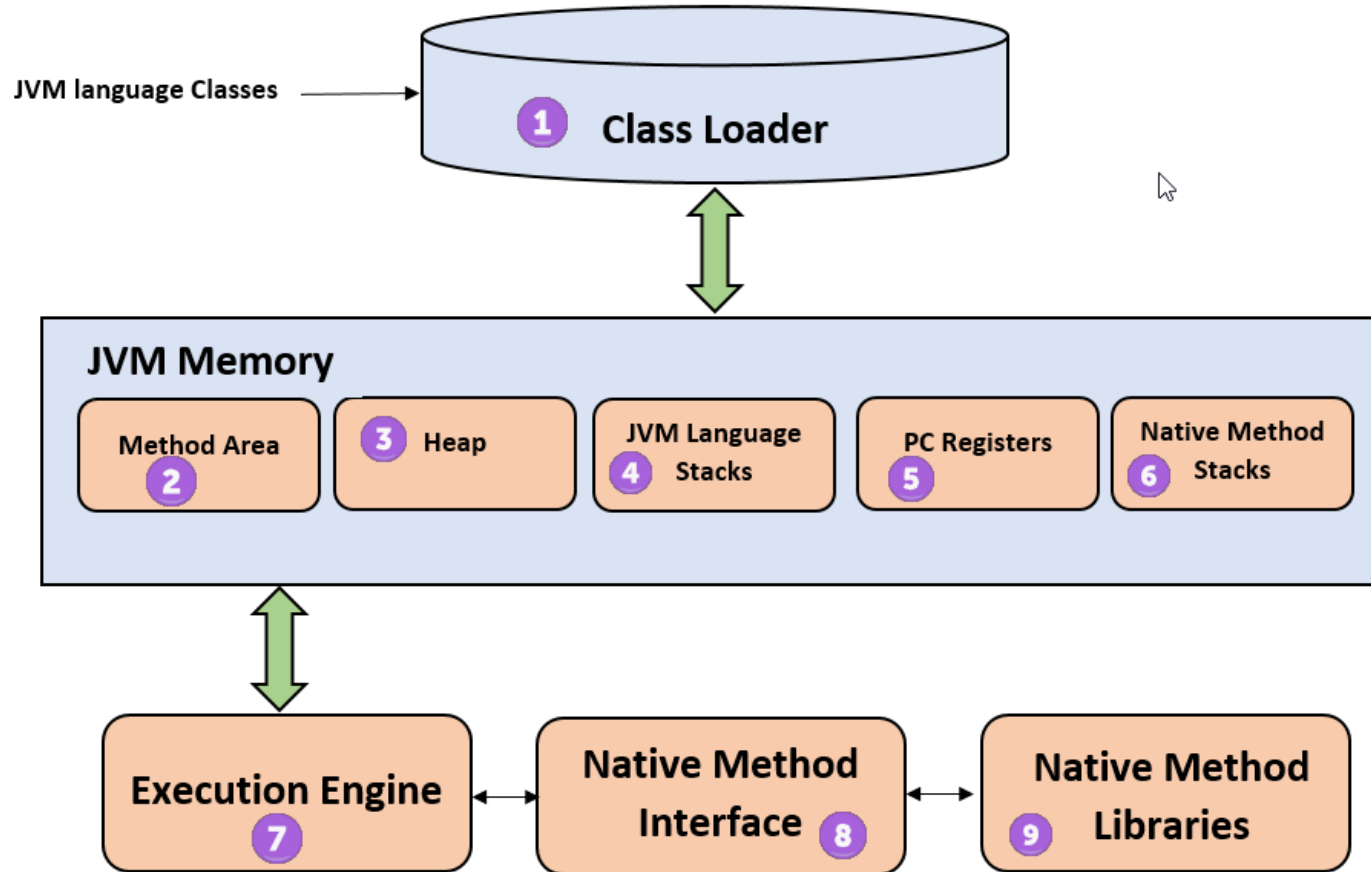 JVM language Classes
1 Class Loader
JVM Memory
Method Area
2
3 Heap
JVM Language
4 Stacks
PC Registers
5
Native Method
6 Stacks
Execution Engine
7
Native Method
Interface 8
Native Method
9 Libraries